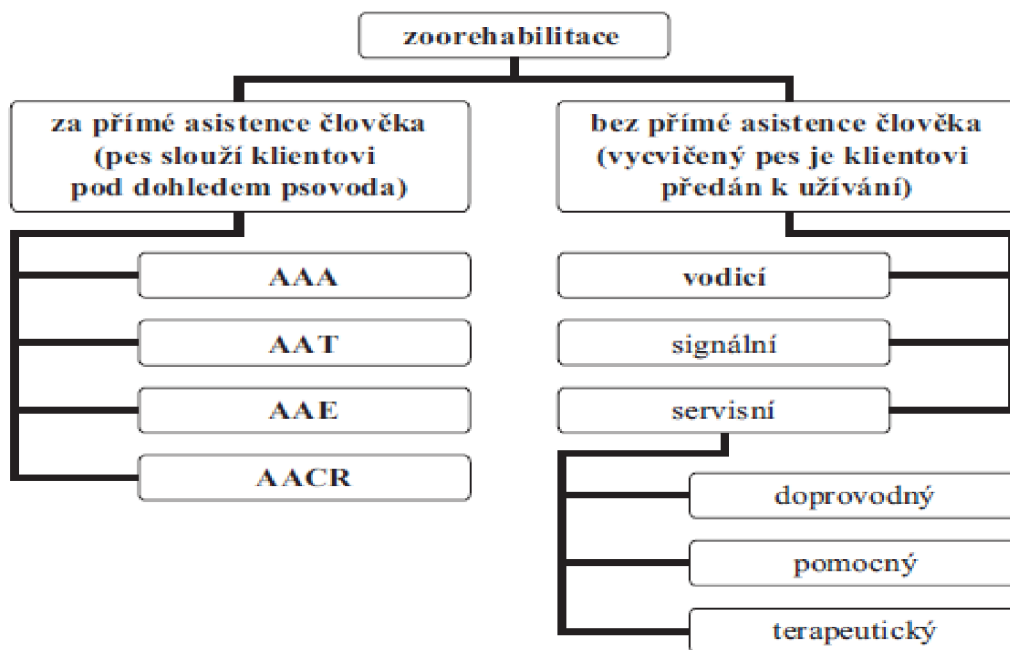 zoorehabilitace
za přímé asistence člověka
(pes slouží klientovi
pod dohledem psovoda)
AAA
AAT
AAE
AACR
bez přímé asistence člověka
(vycvičený pes je klientovi
předán k užívání)
vodicí
signální
servisní
doprovodný
pomocný
terapeutický